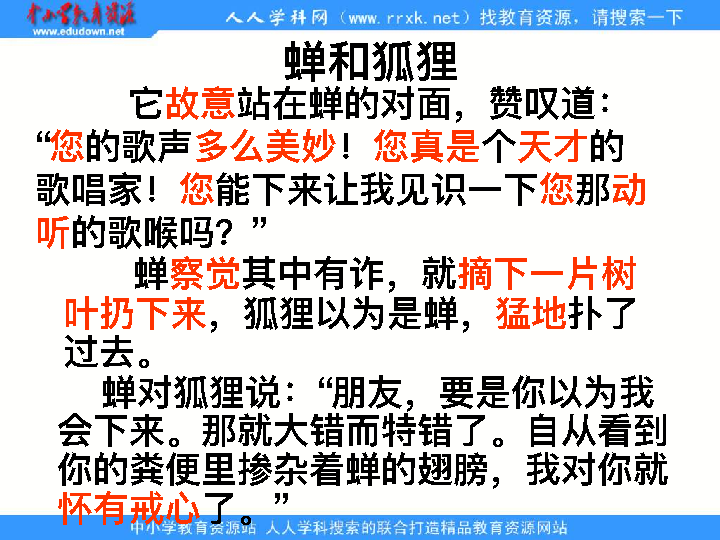 中小学教育资源
www.edudown.net
人人学科网（www.rrxk.net）找教育资源，请搜索一下
蝉和狐狸
它故意站在蝉的对面，赞叹道：
“您的歌声多么美妙！您真是个天才的
歌唱家！您能下来让我见识一下您那动
听的歌喉吗？”
蝉察觉其中有诈，就摘下一片树
叶扔下来，狐狸以为是蝉，猛地扑了
过去。
蝉对狐狸说：“朋友，要是你以为我
会下来。那就大错而特错了。自从看到
你的粪便里掺杂着蝉的翅膀，我对你就
怀有戒心了。”
中小学教育资源站 人人学科搜索的联合打造精品教育资源网站